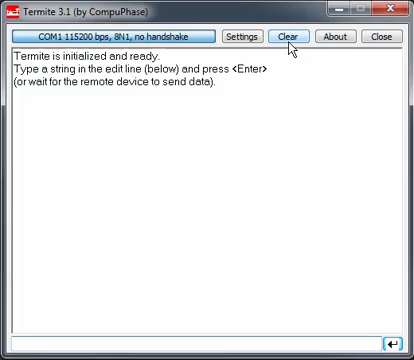 Termite 3.1 (by CompuPhase)
COM1 115200 bps, 8N1, no handshake Settings Clear About Close
Termite is initialized and ready.
Type a string in the edit line (below) and press <Enter>
(or wait for the remote device to send data).